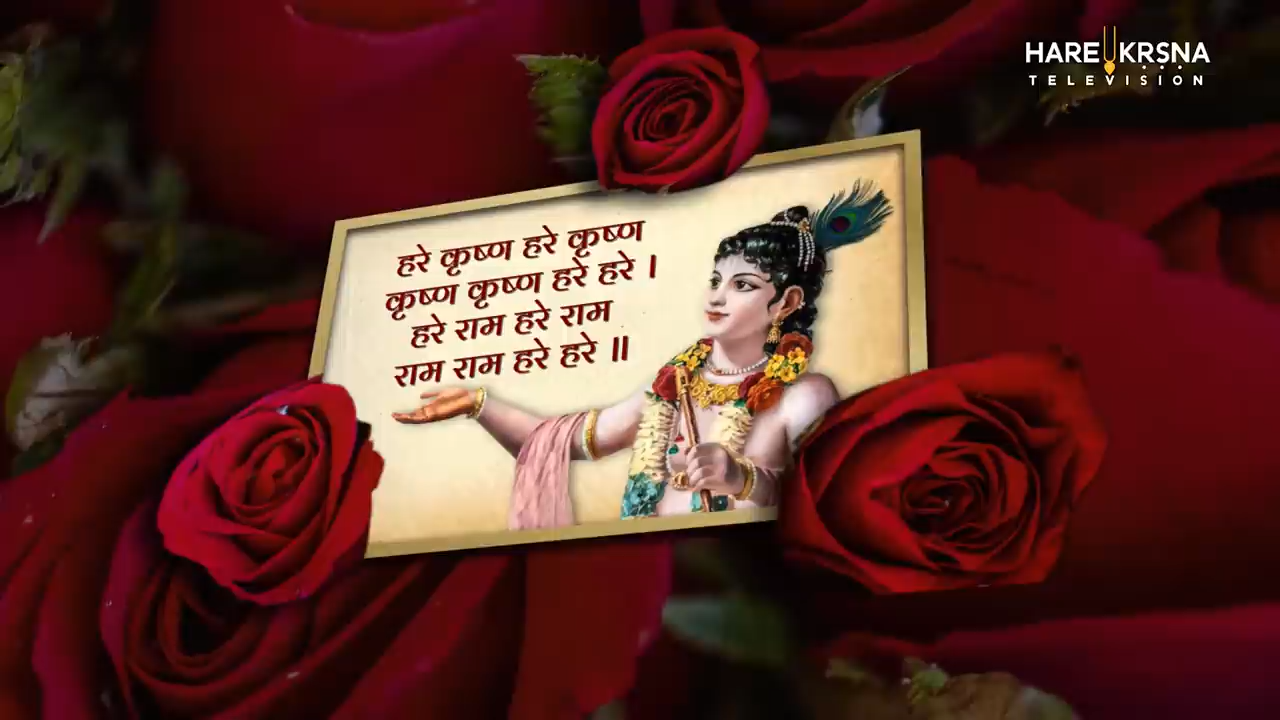 HARE KRSNA
TELEVISION
हरे कृष्ण हरे कृष्ण
कृष्ण कृष्ण हरे हरे ।
हरे राम हरे राम
राम राम हरे हरे ॥